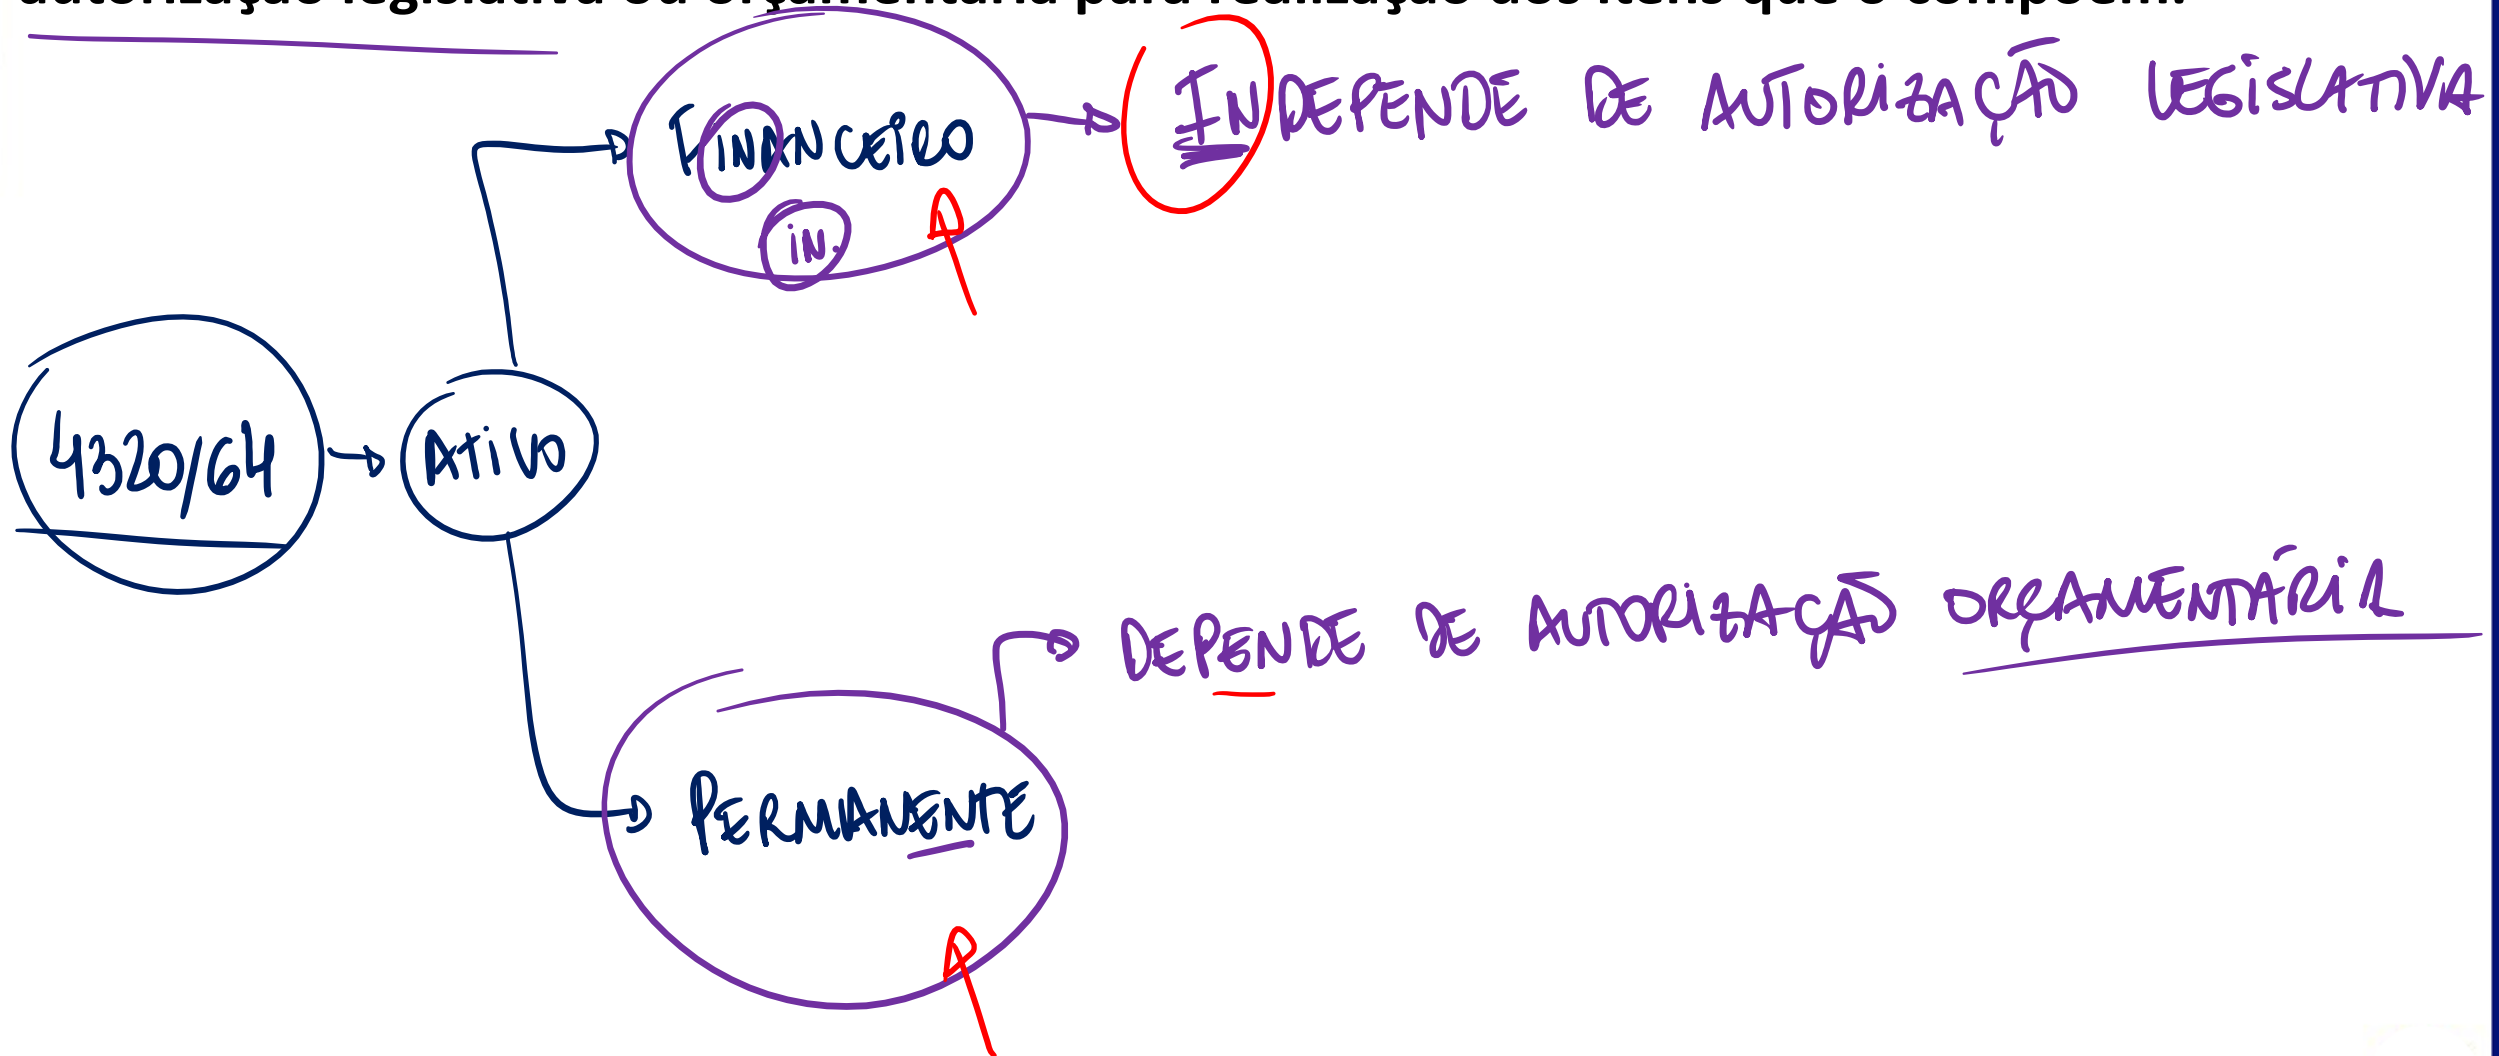 FINANCEIRO
INDEPENDE DE AUTORIZAÇÃO LEGISLATIVA
in
4320/64
Ativo
DEPENDE DE AUTORIZAÇÃO ORÇAMENTÁRIA
PERMANENTE